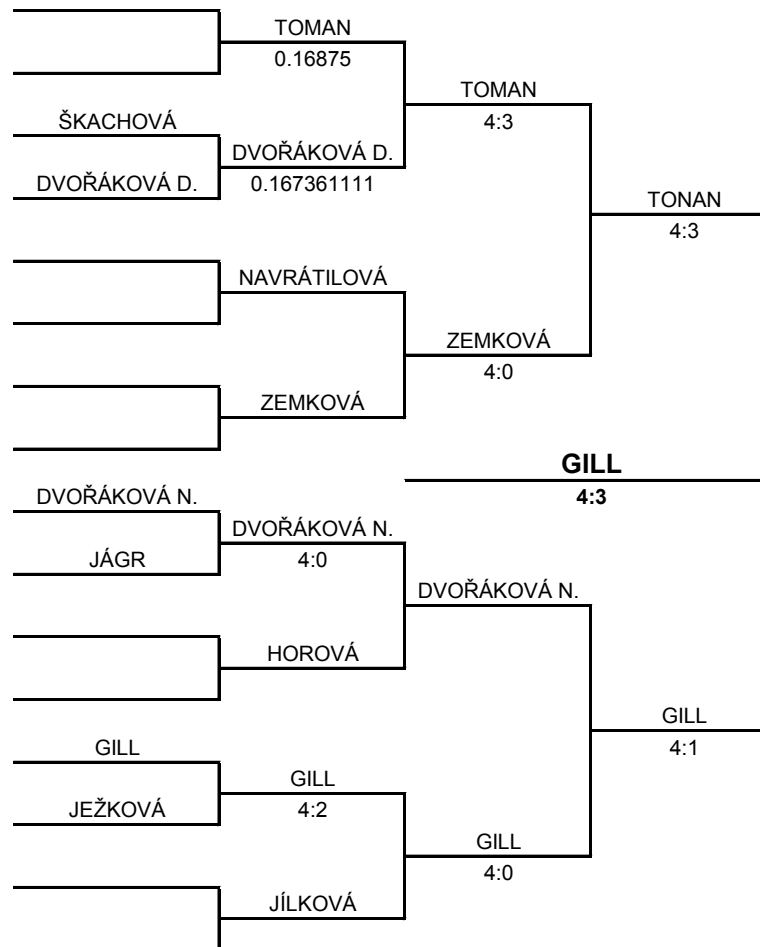 TOMAN
0.16875
TOMAN
4:3
ŠKACHOVÁ
DVOŘÁKOVÁ D.
DVOŘÁKOVÁ D.
0.167361111
TONAN
4:3
NAVRÁTILOVÁ
ZEMKOVÁ
4:0
ZEMKOVÁ
GILL
4:3
DVOŘÁKOVÁ N.
DVOŘÁKOVÁ N.
4:0
JÁGR
DVOŘÁKOVÁ N.
HOROVÁ
GILL
4:1
GILL
GILL
4:2
JEŽKOVÁ
GILL
4:0
JÍLKOVÁ